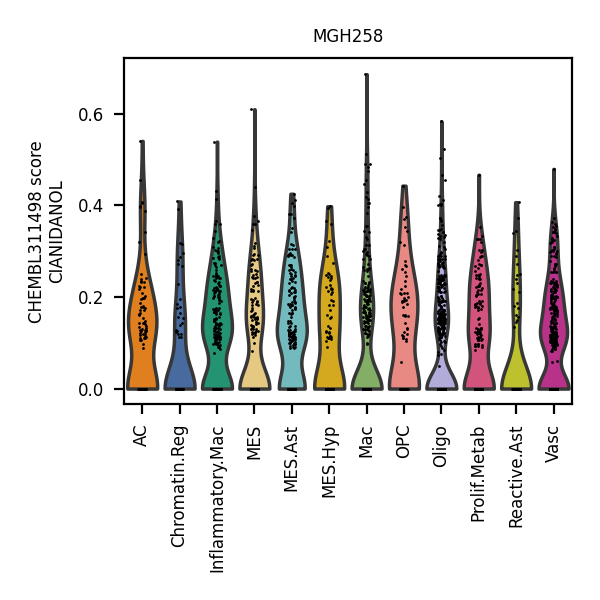 MGH258
CHEMBL311498 score
CIANIDANOL
0.6
0.4
0.2
0.0
AC
Chromatin.Reg
Inflammatory.Mac
MES
MES.Ast
MES.Hyp
Mac
OPC
Oligo
Prolif.Metab
Reactive.Ast
Vasc